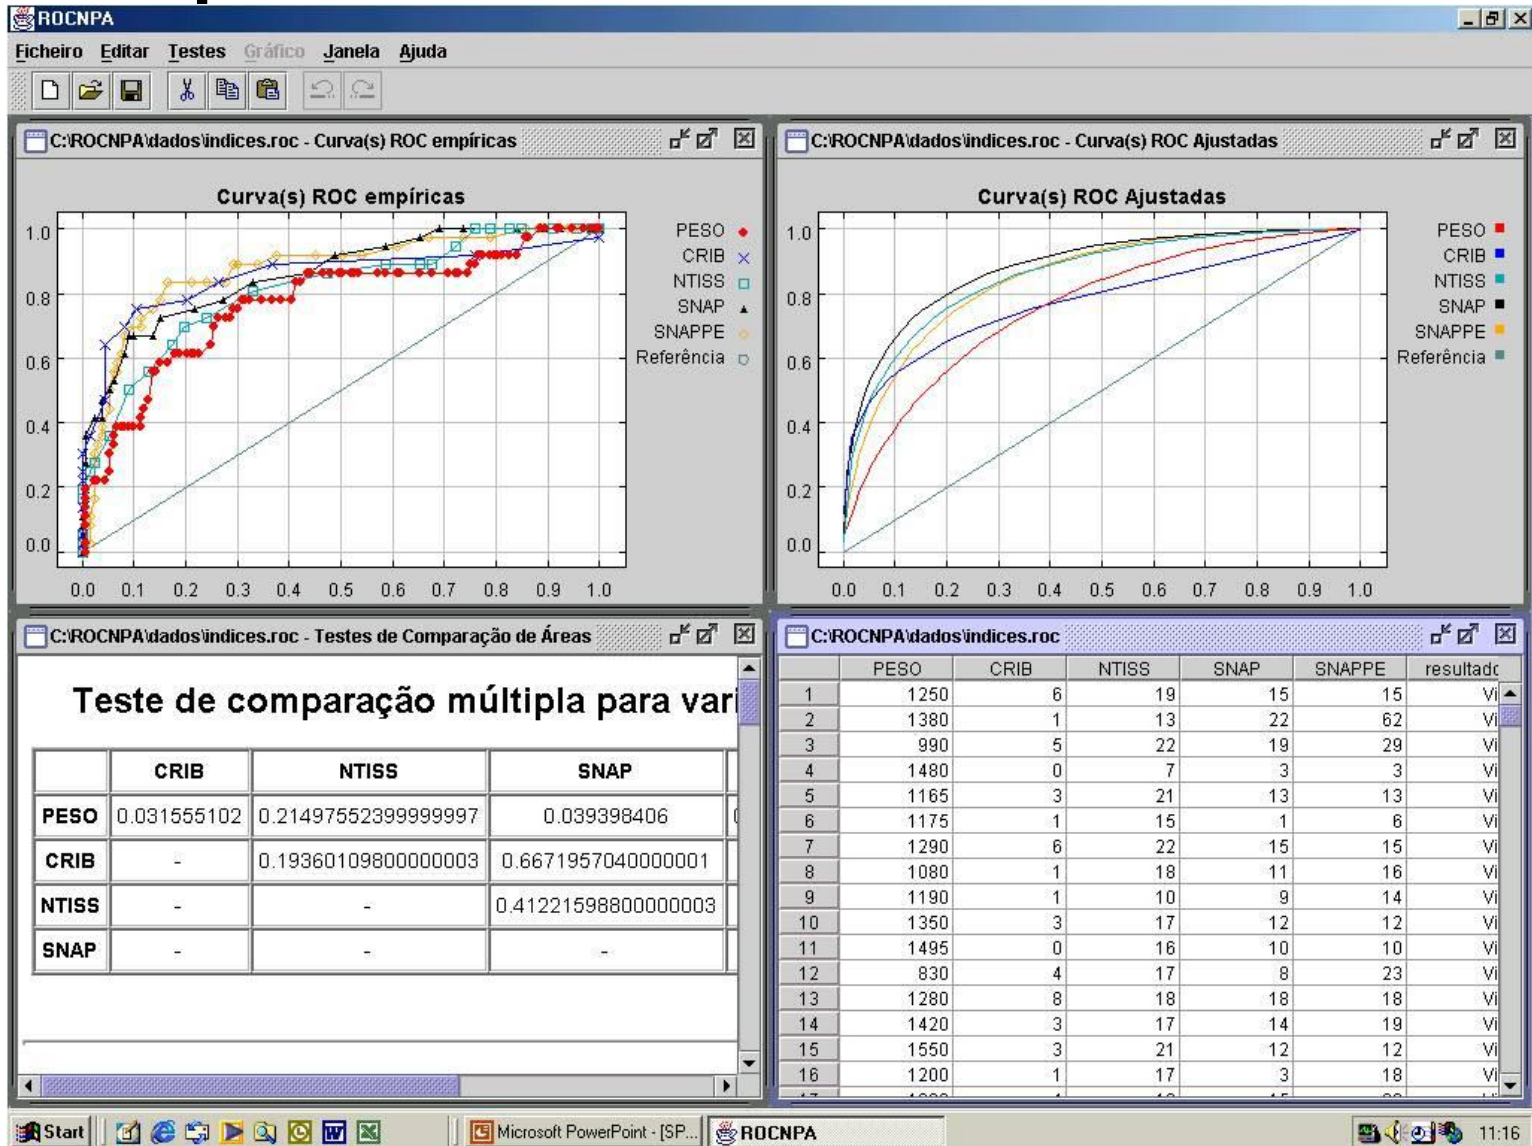 ROCNPA
Ficheiro Editar Testes Gráfico Janela Ajuda
C:\ROCNPA\dados\indices.roc - Curva(s) ROC empíricas
Curva(s) ROC empíricas
1.0
0.8
0.6
0.4
0.2
0.0
0.0 0.1 0.2 0.3 0.4 0.5 0.6 0.7 0.8 0.9 1.0
PESO
CRIB
NTISS
SNAP
SNAPPE
Referência
C:\ROCNPA\dados\indices.roc - Curva(s) ROC Ajustadas
Curva(s) ROC Ajustadas
1.0
0.8
0.6
0.4
0.2
0.0
0.0 0.1 0.2 0.3 0.4 0.5 0.6 0.7 0.8 0.9 1.0
PESO
CRIB
NTISS
SNAP
SNAPPE
Referência
C:\ROCNPA\dados\indices.roc - Testes de Comparação de Áreas
Teste de comparação múltipla para vari
CRIB NTISS SNAP
PESO 0.031555102 0.21497552399999997 0.039398406
CRIB - 0.19360109800000003 0.6671957040000001
NTISS - - 0.41221598800000003
SNAP - - -
C:\ROCNPA\dados\indices.roc
PESO CRIB NTISS SNAP SNAPPE resultado
1 1250 6 19 15 15 Vi
2 1380 1 13 22 62 Vi
3 990 5 22 19 29 Vi
4 1480 0 7 3 3 Vi
5 1165 3 21 13 13 Vi
6 1175 1 15 1 6 Vi
7 1290 6 22 15 15 Vi
8 1080 1 18 11 16 Vi
9 1190 1 10 9 14 Vi
10 1350 3 17 12 12 Vi
11 1495 0 16 10 10 Vi
12 830 4 17 8 23 Vi
13 1280 8 18 18 18 Vi
14 1420 3 17 14 19 Vi
15 1550 3 21 12 12 Vi
16 1200 1 17 3 18 Vi
Start Microsoft PowerPoint - [SP... ROCNPA 11:16